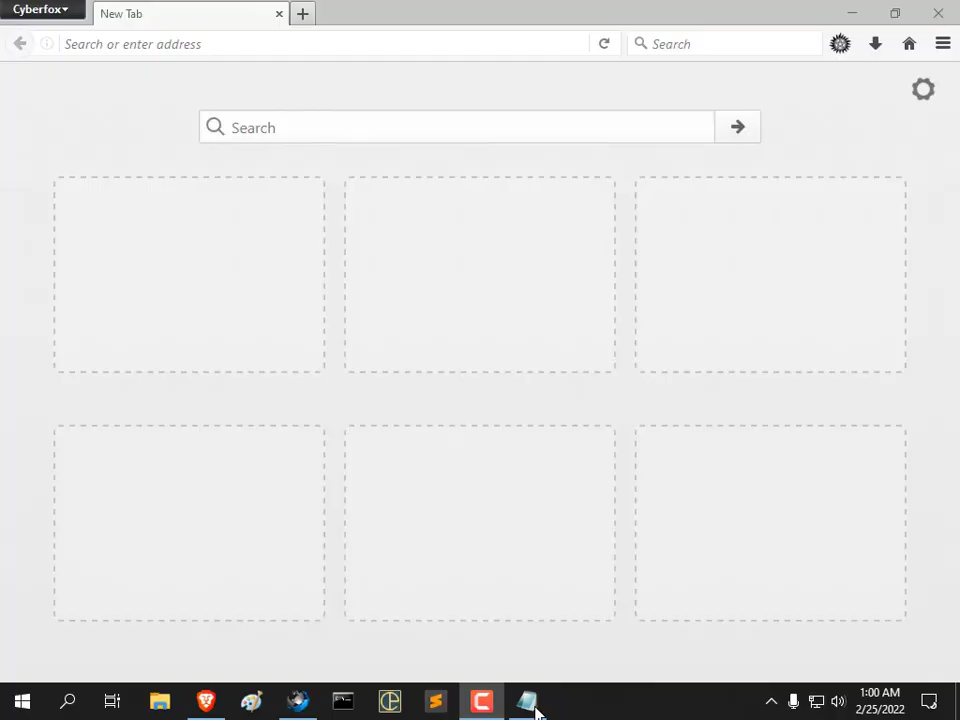 Cyberfox
New Tab
Search or enter address
Search
Search
1:00 AM
2/25/2022